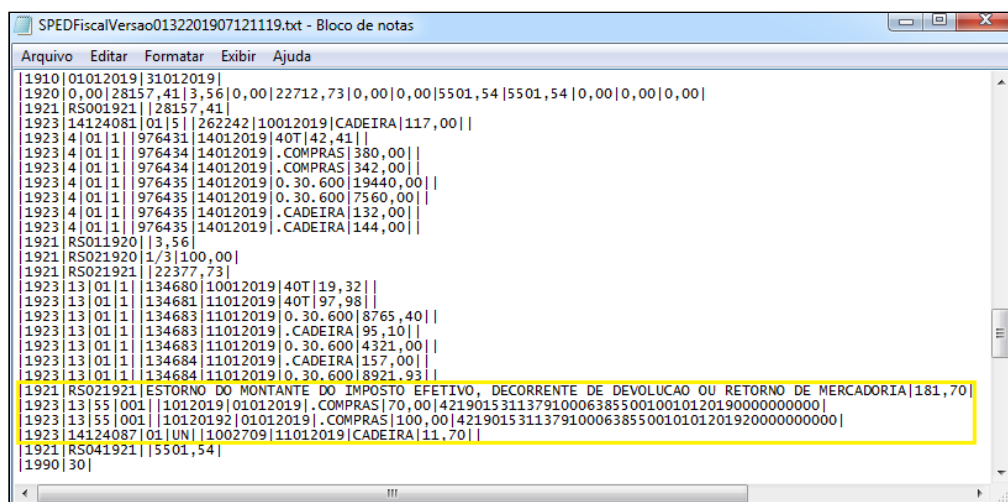 SPEDFiscalVersao0132201907121119.txt - Bloco de notas
Arquivo Editar Formatar Exibir Ajuda
|1910|01012019|31012019|
|1920|0,00|28157,41|3,56|0,00|22712,73|0,00|0,00|5501,54|5501,54|0,00|0,00|0,00|
|1921|RS001921||28157,41|
|1923|14124081|01|5||262242|10012019|CADEIRA|117,00||
|1923|4|01|1||976431|14012019|40T|42,41||
|1923|4|01|1||976434|14012019|.COMPRAS|380,00||
|1923|4|01|1||976434|14012019|.COMPRAS|342,00||
|1923|4|01|1||976435|14012019|0.30.600|19440,00||
|1923|4|01|1||976435|14012019|0.30.600|7560,00||
|1923|4|01|1||976435|14012019|.CADEIRA|132,00||
|1923|4|01|1||976435|14012019|.CADEIRA|144,00||
|1921|RS011920||3,56|
|1921|RS021920|1/3|100,00|
|1921|RS021921||22377,73|
|1923|13|01|1||134680|10012019|40T|19,32||
|1923|13|01|1||134681|11012019|40T|97,98||
|1923|13|01|1||134683|11012019|0.30.600|8765,40||
|1923|13|01|1||134683|11012019|.CADEIRA|95,10||
|1923|13|01|1||134683|11012019|0.30.600|4321,00||
|1923|13|01|1||134684|11012019|.CADEIRA|157,00||
|1923|13|01|1||134684|11012019|0.30.600|8921,93||
|1921|RS021921|ESTORNO DO MONTANTE DO IMPOSTO EFETIVO, DECORRENTE DE DEVOLUCAO OU RETORNO DE MERCADORIA|181,70|
|1923|13|55|001||1012019|01012019|.COMPRAS|70,00|42190153113791000638550010010120190000000000|
|1923|13|55|001||10120192|01012019|.COMPRAS|100,00|42190153113791000638550010101201920000000000|
|1923|14124087|01|UN||1002709|11012019|CADEIRA|11,70||
|1921|RS041921||5501,54|
|1990|30|